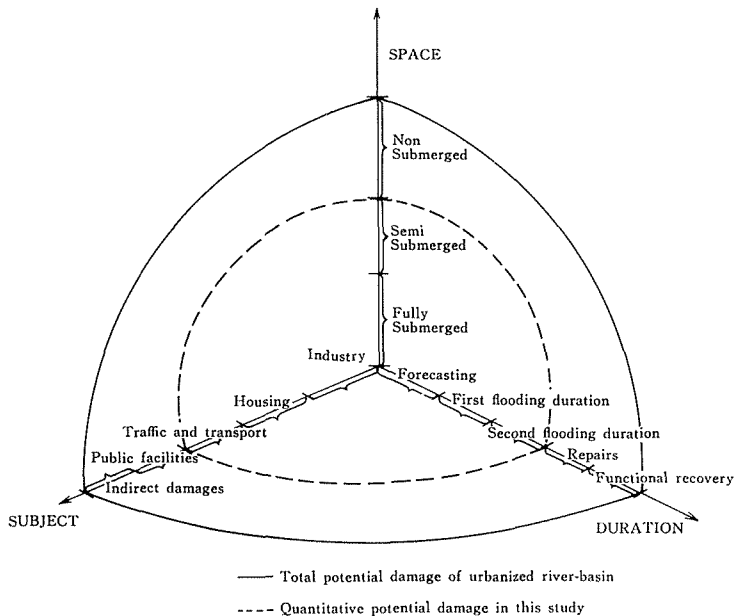 SPACE
Non
Submerged
Semi
Submerged
Fully
Submerged
Industry
Forecasting
Housing
First flooding duration
Traffic and transport
Second flooding duration
Public facilities
Repairs
Indirect damages
Functional recovery
SUBJECT
DURATION
Total potential damage of urbanized river-basin
Quantitative potential damage in this study